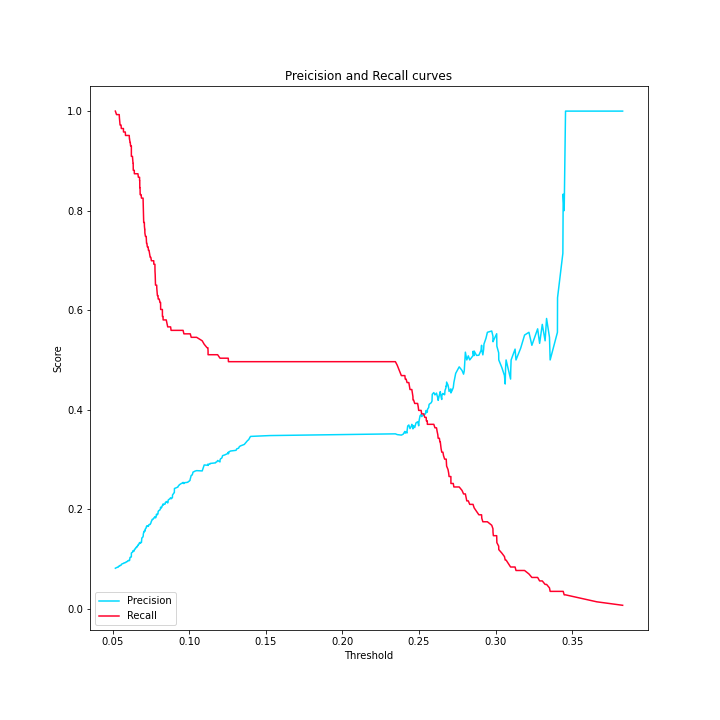 Preicision and Recall curves
1.0
0.8
0.6
0.4
0.2
0.0
Score
Precision
Recall
0.05 0.10 0.15 0.20 0.25 0.30 0.35
Threshold